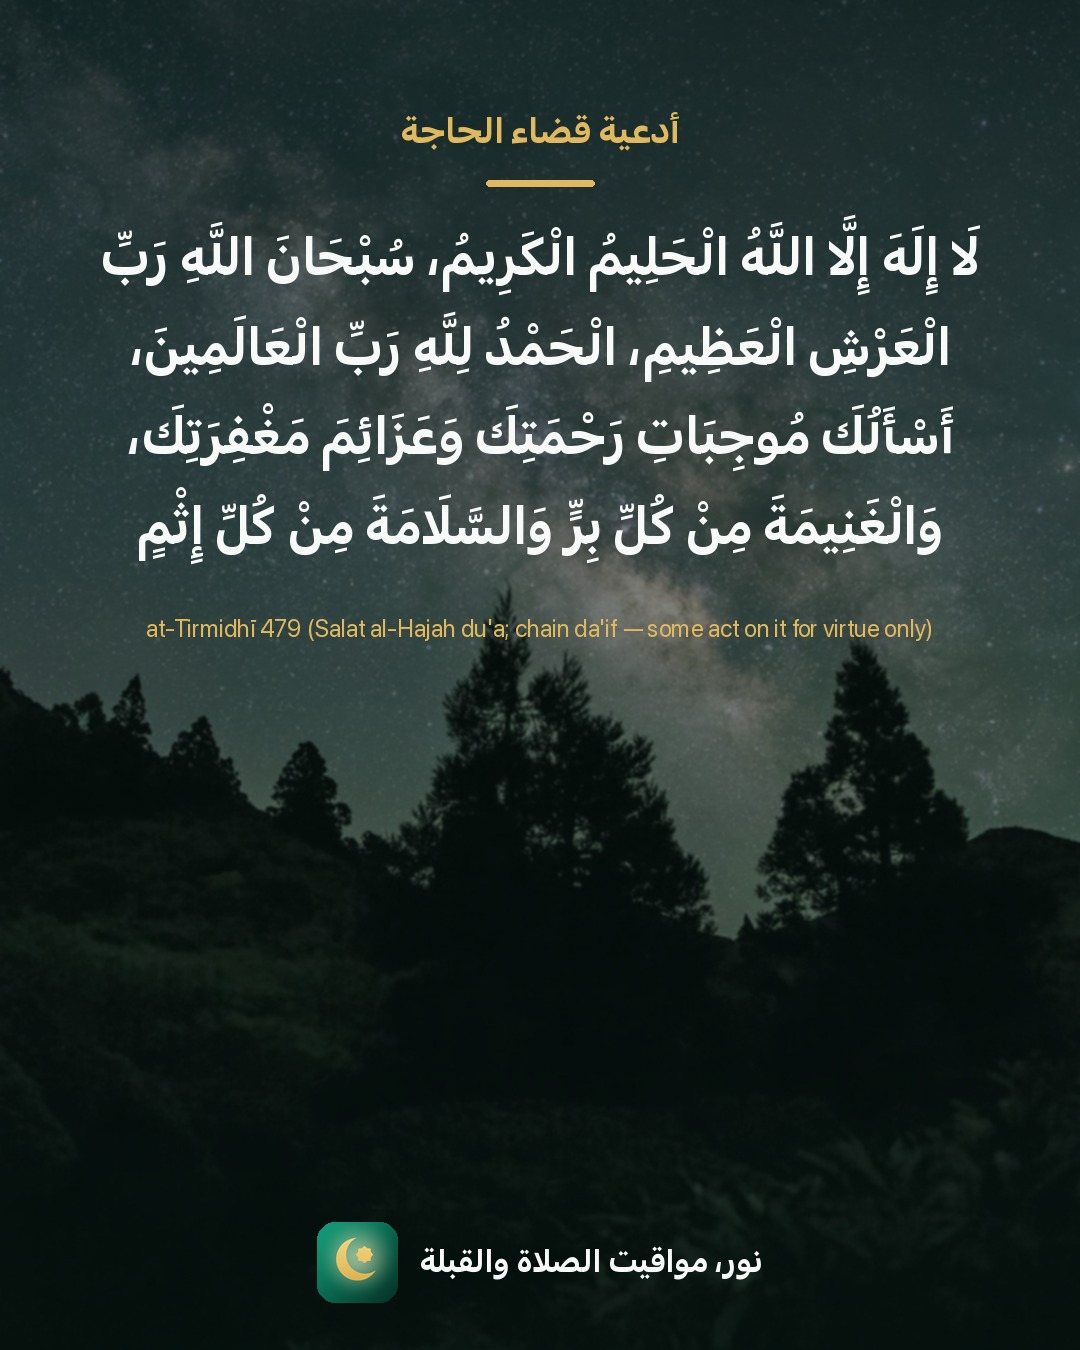 أدعية قضاء الحاجة
لَا إِلَهَ إِلَّا اللَّهُ الْحَلِيمُ الْكَرِيمُ، سُبْحَانَ اللَّهِ رَبِّ
الْعَرْشِ الْعَظِيمِ، الْحَمْدُ لِلَّهِ رَبِّ الْعَالَمِينَ،
أَسْأَلُكَ مُوجِبَاتِ رَحْمَتِكَ وَعَزَائِمَ مَغْفِرَتِكَ،
وَالْغَنِيمَةَ مِنْ كُلِّ بِرٍّ وَالسَّلَامَةَ مِنْ كُلِّ إِثْمٍ
at-Tirmidhī 479 (Salat al-Hajah du'a; chain da'if — some act on it for virtue only)
نور، مواقيت الصلاة والقبلة